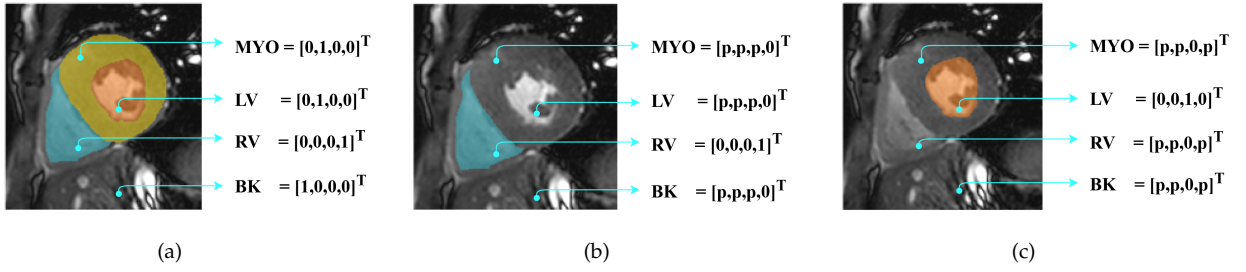 MYO = [0,1,0,0]ᵀ
LV = [0,1,0,0]ᵀ
RV = [0,0,0,1]ᵀ
BK = [1,0,0,0]ᵀ
(a)
MYO = [p,p,p,0]ᵀ
LV = [p,p,p,0]ᵀ
RV = [0,0,0,1]ᵀ
BK = [p,p,p,0]ᵀ
(b)
MYO = [p,p,0,p]ᵀ
LV = [0,0,1,0]ᵀ
RV = [p,p,0,p]ᵀ
BK = [p,p,0,p]ᵀ
(c)